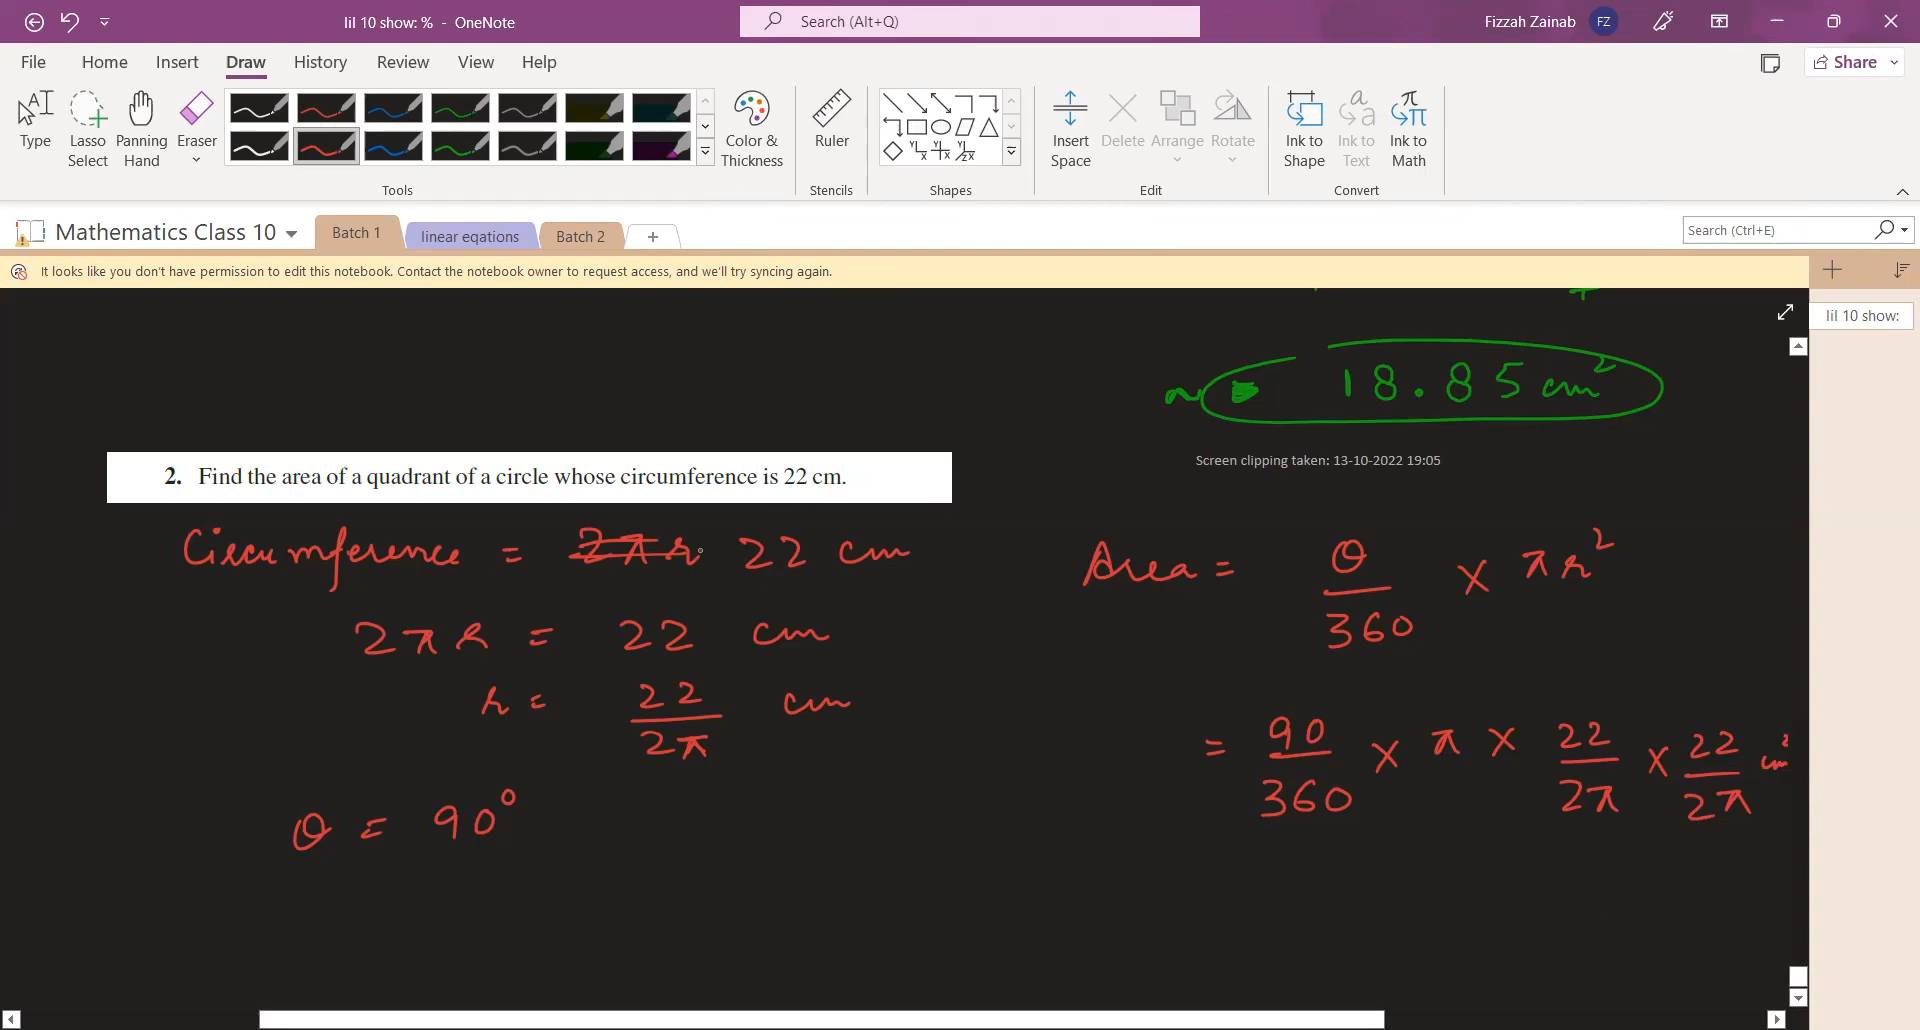 Iil 10 show: % - OneNote
Search (Alt+Q)
Fizzah Zainab
FZ
File Home Insert Draw History Review View Help
Share
Type
Lasso Select
Panning Hand
Eraser
Color & Thickness
Ruler
Insert Space
Delete
Arrange
Rotate
Ink to Shape
Ink to Text
Ink to Math
Tools
Stencils
Shapes
Edit
Convert
Mathematics Class 10
Batch 1
linear eqations
Batch 2
Search (Ctrl+E)
It looks like you don't have permission to edit this notebook. Contact the notebook owner to request access, and we'll try syncing again.
Iil 10 show:
18.85 cm²
Screen clipping taken: 13-10-2022 19:05
2. Find the area of a quadrant of a circle whose circumference is 22 cm.
Circumference = 2πr 22 cm
2πr = 22 cm
r = 22/2π cm
θ = 90°
Area = θ/360 × πr²
= 90/360 × π × 22/2π × 22/2π cm²